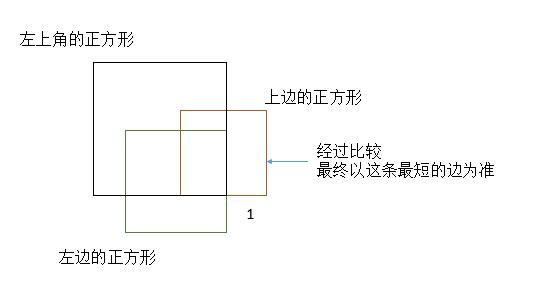 左上角的正方形
上边的正方形
经过比较
最终以这条最短的边为准
1
左边的正方形